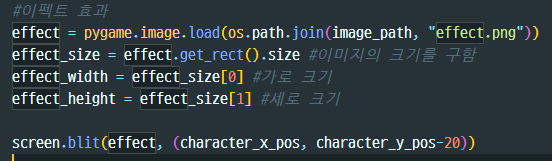 #이펙트 효과
effect = pygame.image.load(os.path.join(image_path, "effect.png"))
effect_size = effect.get_rect().size #이미지의 크기를 구함
effect_width = effect_size[0] #가로 크기
effect_height = effect_size[1] #세로 크기
screen.blit(effect, (character_x_pos, character_y_pos-20))